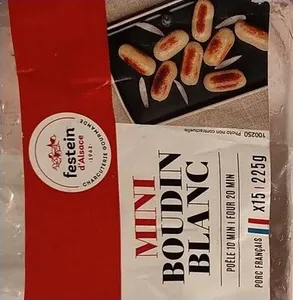 festein
d'Alsace
• 1962 •
CHARCUTERIE GOURMANDE
MINI
BOUDIN
BLANC
POÊLE 10 MIN | FOUR 20 MIN
X15 | 225g
PORC FRANÇAIS
100250 Photo non contractuelle